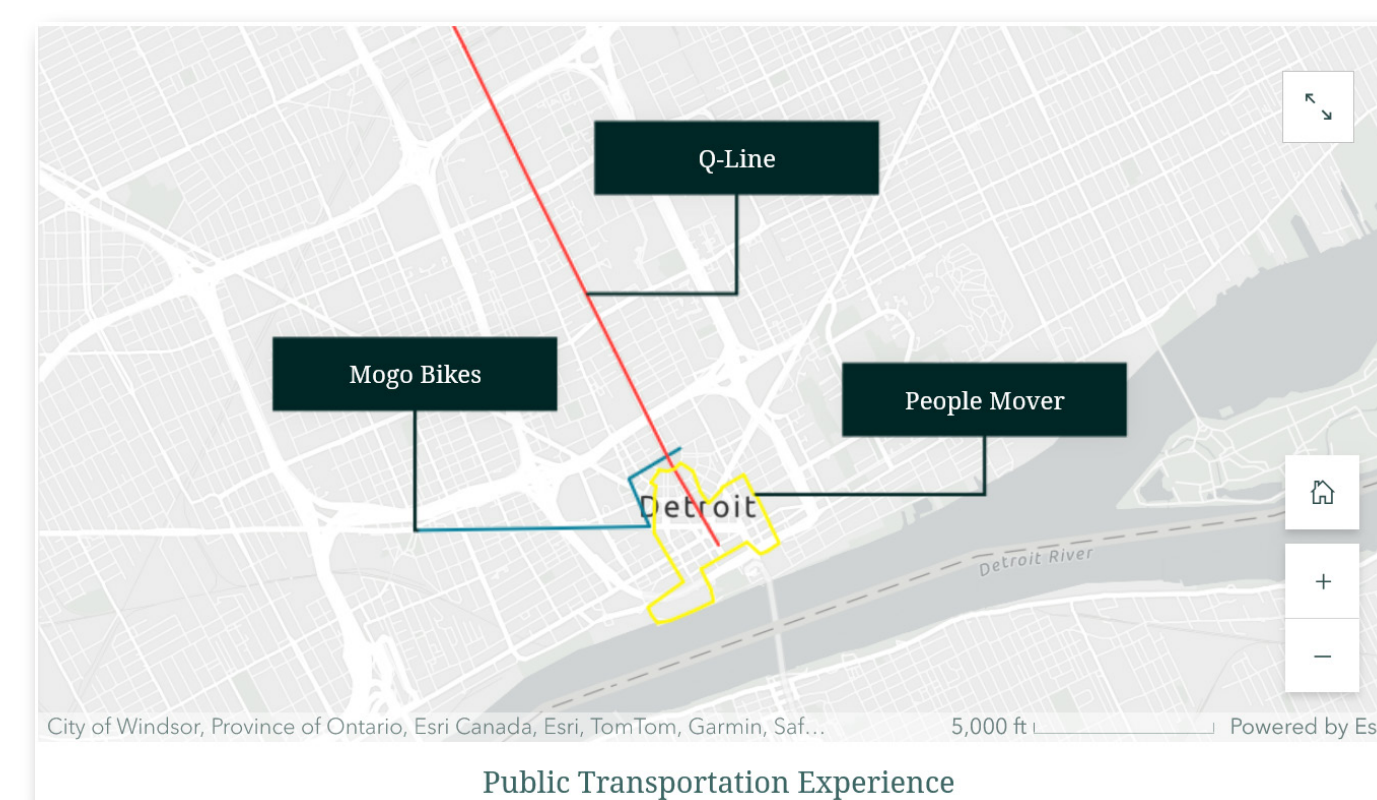 Q-Line
Mogo Bikes
People Mover
Detroit
Detroit River
+
−
City of Windsor, Province of Ontario, Esri Canada, Esri, TomTom, Garmin, Saf...
5,000 ft
Powered by Es
Public Transportation Experience